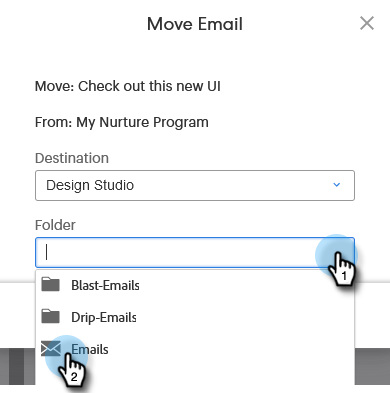 Move Email
Move: Check out this new UI
From: My Nurture Program
Destination
Design Studio
Folder
1
Blast-Emails
Drip-Emails
Emails
2